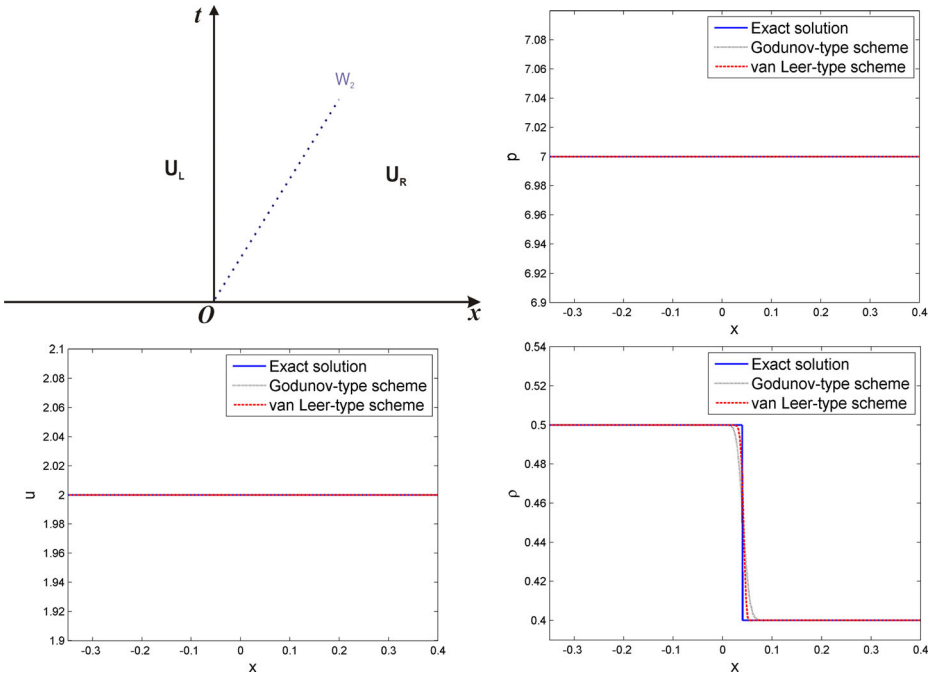 t
W2
UL
UR
O
x
Exact solution
Godunov-type scheme
van Leer-type scheme
7.08
7.06
7.04
7.02
7
6.98
6.96
6.94
6.92
6.9
p
-0.3 -0.2 -0.1 0 0.1 0.2 0.3 0.4
x
Exact solution
Godunov-type scheme
van Leer-type scheme
2.1
2.08
2.06
2.04
2.02
2
1.98
1.96
1.94
1.92
1.9
u
-0.3 -0.2 -0.1 0 0.1 0.2 0.3 0.4
x
Exact solution
Godunov-type scheme
van Leer-type scheme
0.54
0.52
0.5
0.48
0.46
0.44
0.42
0.4
ρ
-0.3 -0.2 -0.1 0 0.1 0.2 0.3 0.4
x